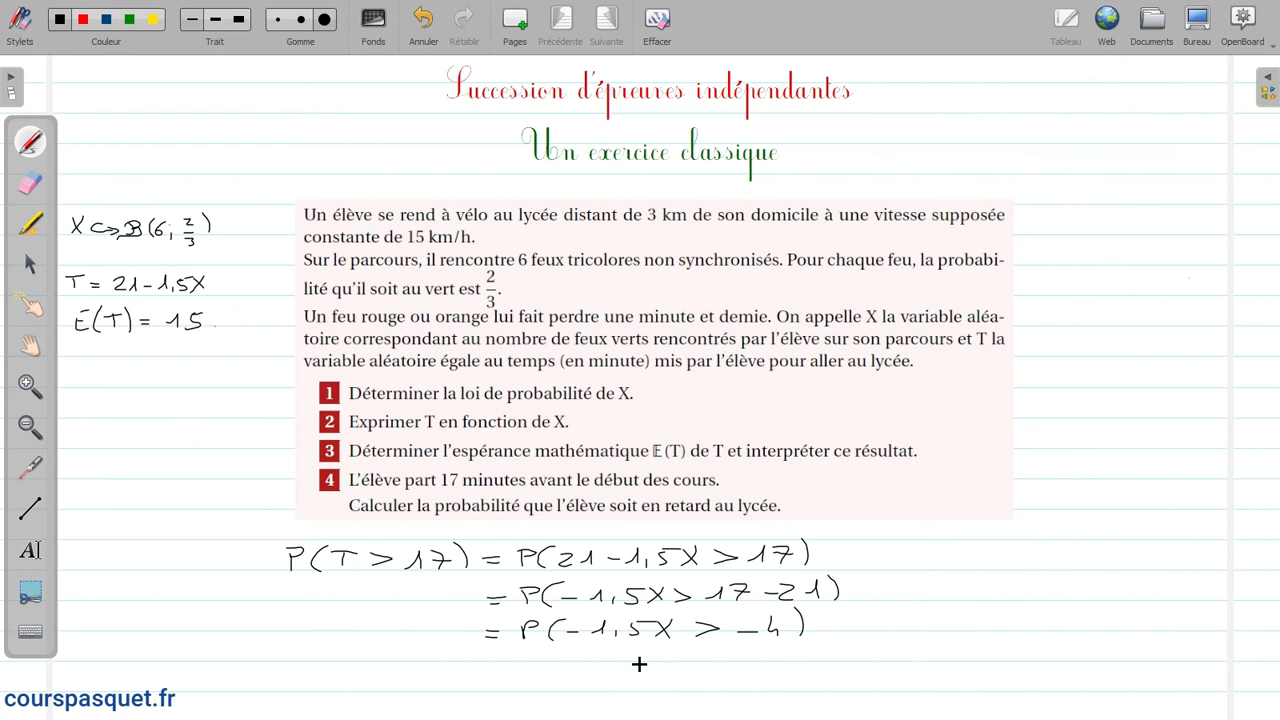 Stylets Couleur Trait Gomme Fonds Annuler Rétablir Pages Précédente Suivante Effacer Tableau Web Documents Bureau OpenBoard
Succession d'épreuves indépendantes
Un exercice classique
X ↪ B(6; 2/3)
T = 21 - 1,5X
E(T) = 15
Un élève se rend à vélo au lycée distant de 3 km de son domicile à une vitesse supposée
constante de 15 km/h.
Sur le parcours, il rencontre 6 feux tricolores non synchronisés. Pour chaque feu, la probabi-
lité qu'il soit au vert est 2/3.
Un feu rouge ou orange lui fait perdre une minute et demie. On appelle X la variable aléa-
toire correspondant au nombre de feux verts rencontrés par l'élève sur son parcours et T la
variable aléatoire égale au temps (en minute) mis par l'élève pour aller au lycée.
1 Déterminer la loi de probabilité de X.
2 Exprimer T en fonction de X.
3 Déterminer l'espérance mathématique 𝔼(T) de T et interpréter ce résultat.
4 L'élève part 17 minutes avant le début des cours.
Calculer la probabilité que l'élève soit en retard au lycée.
P(T > 17) = P(21 - 1,5X > 17)
= P(- 1,5X > 17 - 21)
= P(- 1,5X > - 4)
courspasquet.fr